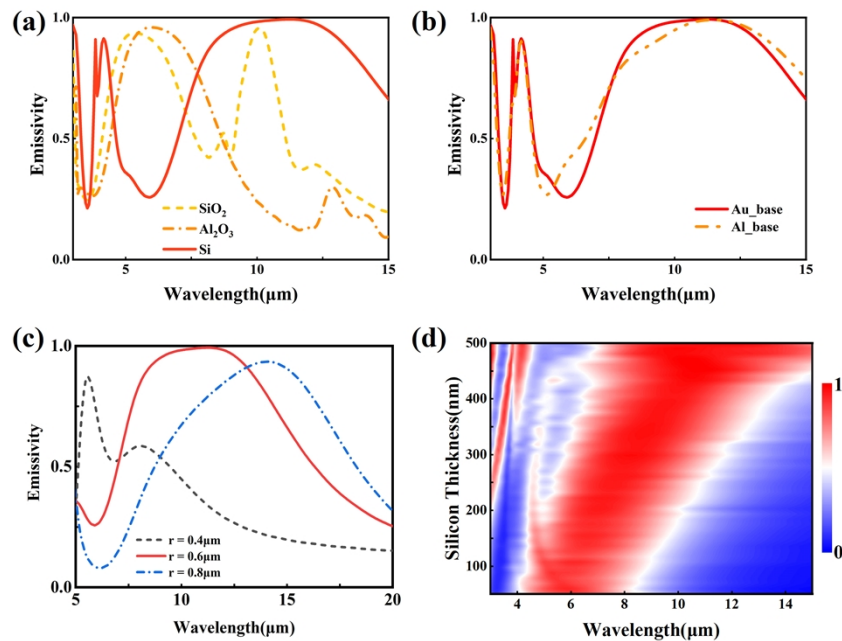 (a)
1.0
0.5
0.0
Emissivity
SiO₂
Al₂O₃
Si
5
10
15
Wavelength(μm)
(b)
1.0
0.5
0.0
Emissivity
Au_base
Al_base
5
10
15
Wavelength(μm)
(c)
1.0
0.5
0.0
Emissivity
r = 0.4μm
r = 0.6μm
r = 0.8μm
5
10
15
20
Wavelength(μm)
(d)
500
400
300
200
100
Silicon Thickness(nm)
4
6
8
10
12
14
Wavelength(μm)
1
0